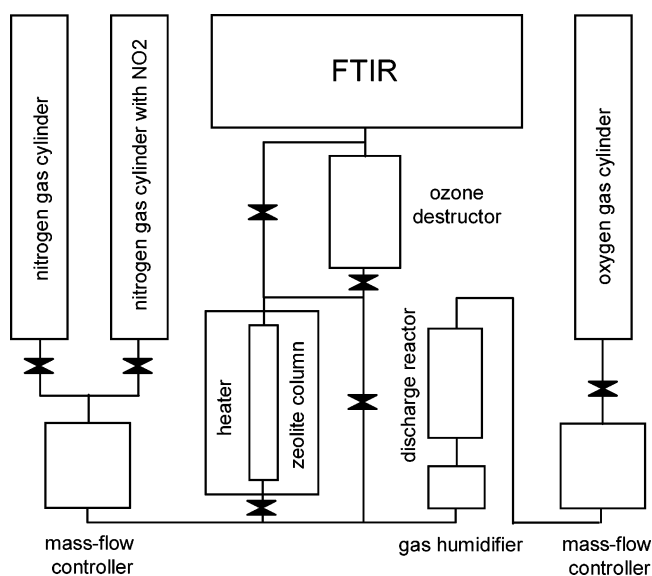 nitrogen gas cylinder
nitrogen gas cylinder with NO2
FTIR
ozone
destructor
oxygen gas cylinder
heater
zeolite column
discharge reactor
mass-flow
controller
gas humidifier
mass-flow
controller